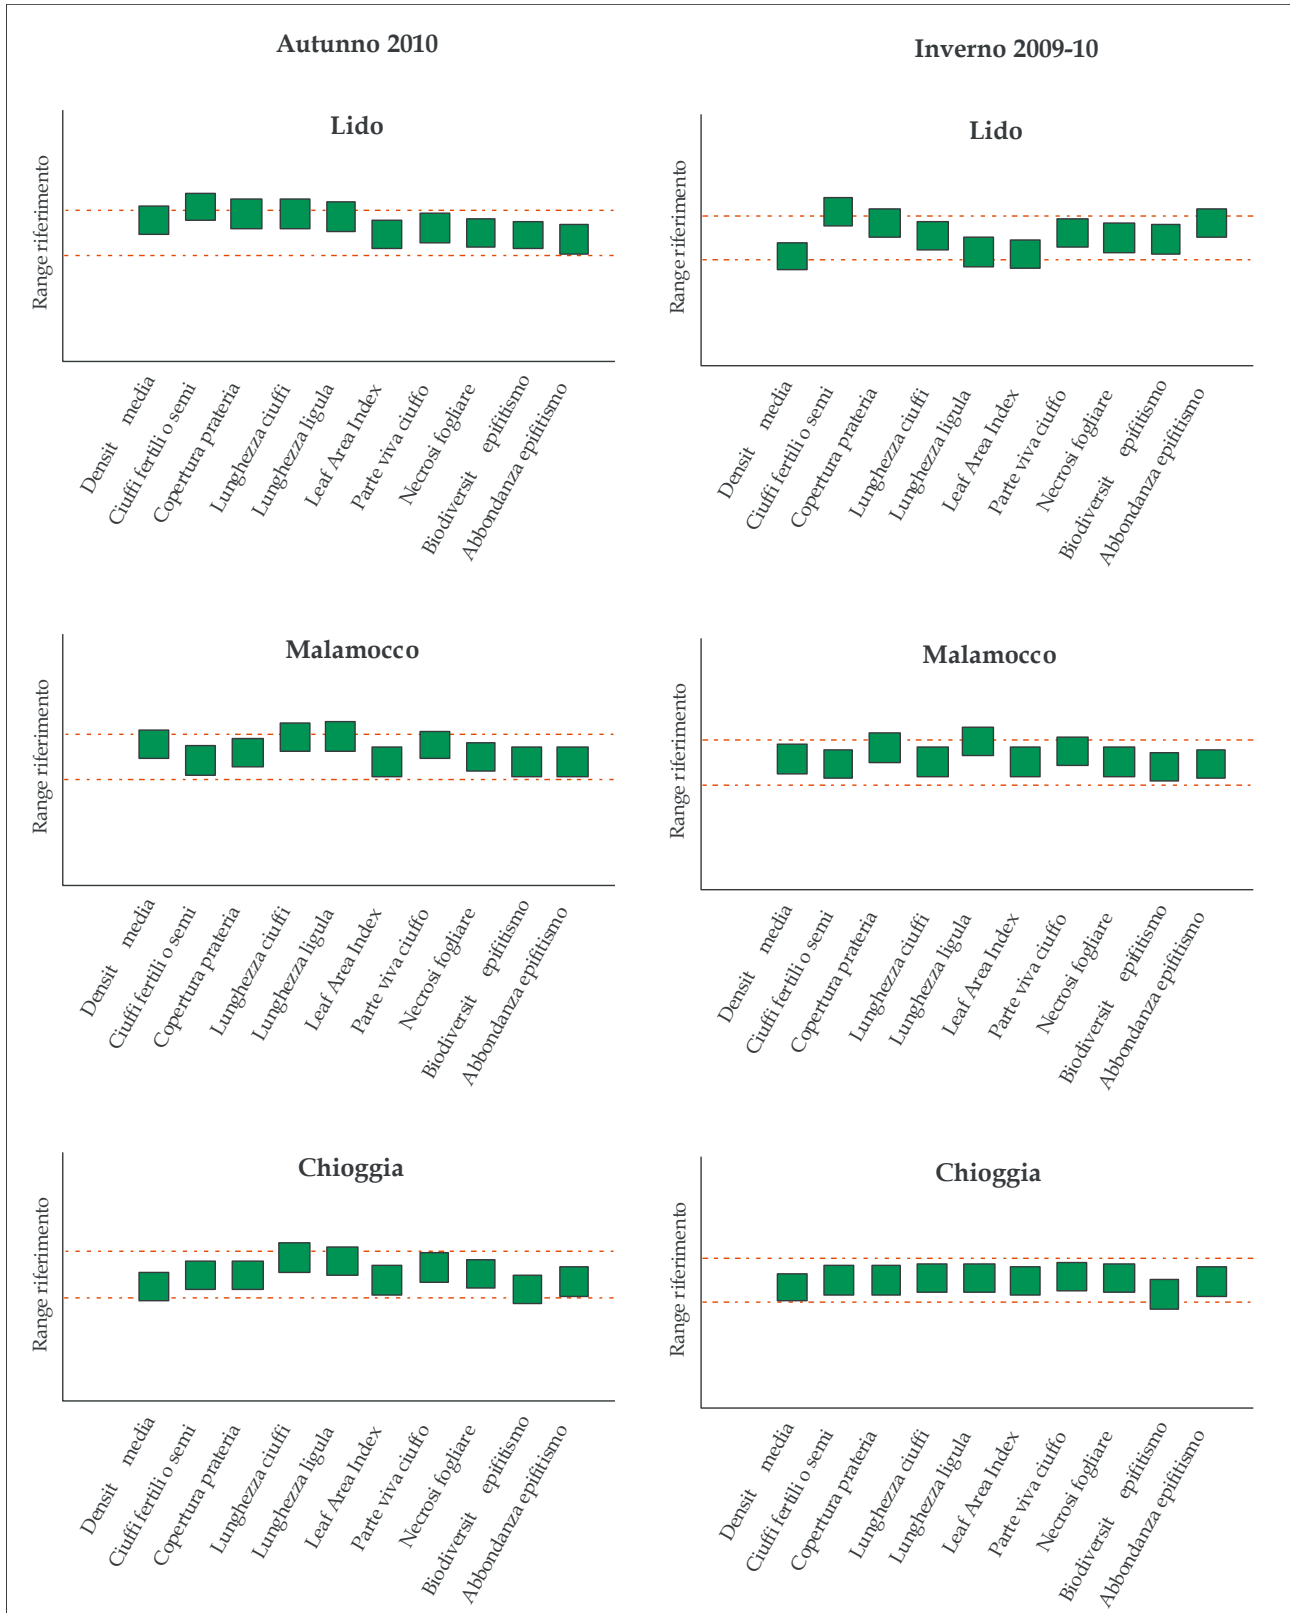 Autunno 2010
Inverno 2009-10
Lido
Range riferimento
Densit media
Ciuffi fertili o semi
Copertura prateria
Lunghezza ciuffi
Lunghezza ligula
Leaf Area Index
Parte viva ciuffo
Necrosi fogliare
Biodiversit epifitismo
Abbondanza epifitismo
Lido
Range riferimento
Densit media
Ciuffi fertili o semi
Copertura prateria
Lunghezza ciuffi
Lunghezza ligula
Leaf Area Index
Parte viva ciuffo
Necrosi fogliare
Biodiversit epifitismo
Abbondanza epifitismo
Malamocco
Range riferimento
Densit media
Ciuffi fertili o semi
Copertura prateria
Lunghezza ciuffi
Lunghezza ligula
Leaf Area Index
Parte viva ciuffo
Necrosi fogliare
Biodiversit epifitismo
Abbondanza epifitismo
Malamocco
Range riferimento
Densit media
Ciuffi fertili o semi
Copertura prateria
Lunghezza ciuffi
Lunghezza ligula
Leaf Area Index
Parte viva ciuffo
Necrosi fogliare
Biodiversit epifitismo
Abbondanza epifitismo
Chioggia
Range riferimento
Densit media
Ciuffi fertili o semi
Copertura prateria
Lunghezza ciuffi
Lunghezza ligula
Leaf Area Index
Parte viva ciuffo
Necrosi fogliare
Biodiversit epifitismo
Abbondanza epifitismo
Chioggia
Range riferimento
Densit media
Ciuffi fertili o semi
Copertura prateria
Lunghezza ciuffi
Lunghezza ligula
Leaf Area Index
Parte viva ciuffo
Necrosi fogliare
Biodiversit epifitismo
Abbondanza epifitismo